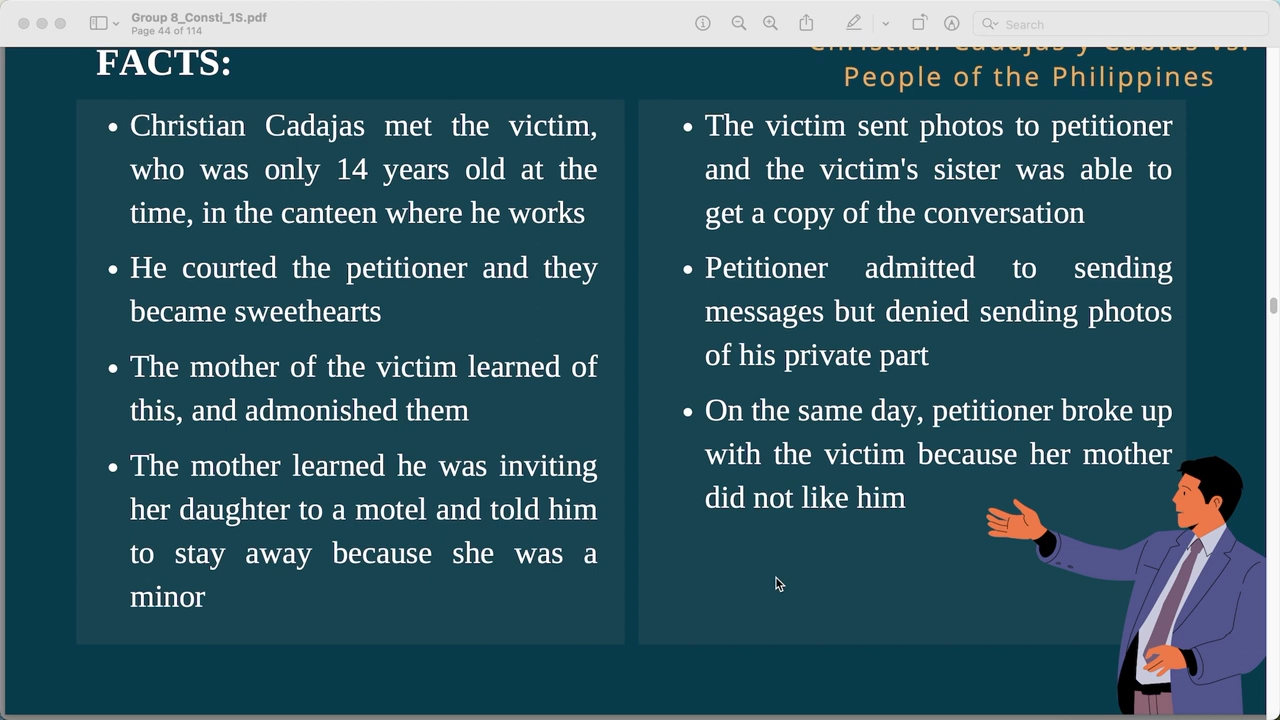 Group 8_Consti_1S.pdf
Page 44 of 114
Search
FACTS:
Christian Cadajas y Cabias vs.
People of the Philippines
• Christian Cadajas met the victim,
who was only 14 years old at the
time, in the canteen where he works
• He courted the petitioner and they
became sweethearts
• The mother of the victim learned of
this, and admonished them
• The mother learned he was inviting
her daughter to a motel and told him
to stay away because she was a
minor
• The victim sent photos to petitioner
and the victim's sister was able to
get a copy of the conversation
• Petitioner admitted to sending
messages but denied sending photos
of his private part
• On the same day, petitioner broke up
with the victim because her mother
did not like him